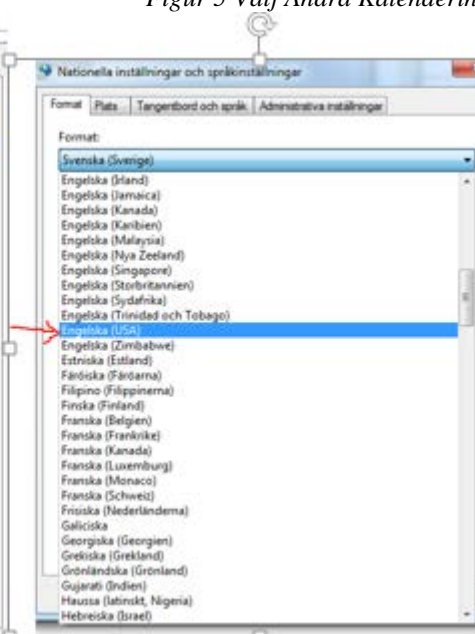 Figur 5 Välj Ändra Kalenderin
Nationella inställningar och språkinställningar
Format
Plats
Tangentbord och språk
Administrativa inställningar
Format:
Svenska (Sverige)
Engelska (Irland)
Engelska (Jamaica)
Engelska (Kanada)
Engelska (Karibien)
Engelska (Malaysia)
Engelska (Nya Zeeland)
Engelska (Singapore)
Engelska (Storbritannien)
Engelska (Sydafrika)
Engelska (Trinidad och Tobago)
Engelska (USA)
Engelska (Zimbabwe)
Estniska (Estland)
Färöiska (Färöarna)
Filipino (Filippinerna)
Finska (Finland)
Franska (Belgien)
Franska (Frankrike)
Franska (Kanada)
Franska (Luxemburg)
Franska (Monaco)
Franska (Schweiz)
Frisiska (Nederländerna)
Galiciska
Georgiska (Georgien)
Grekiska (Grekland)
Grönländska (Grönland)
Gujarati (Indien)
Haussa (latinskt, Nigeria)
Hebreiska (Israel)